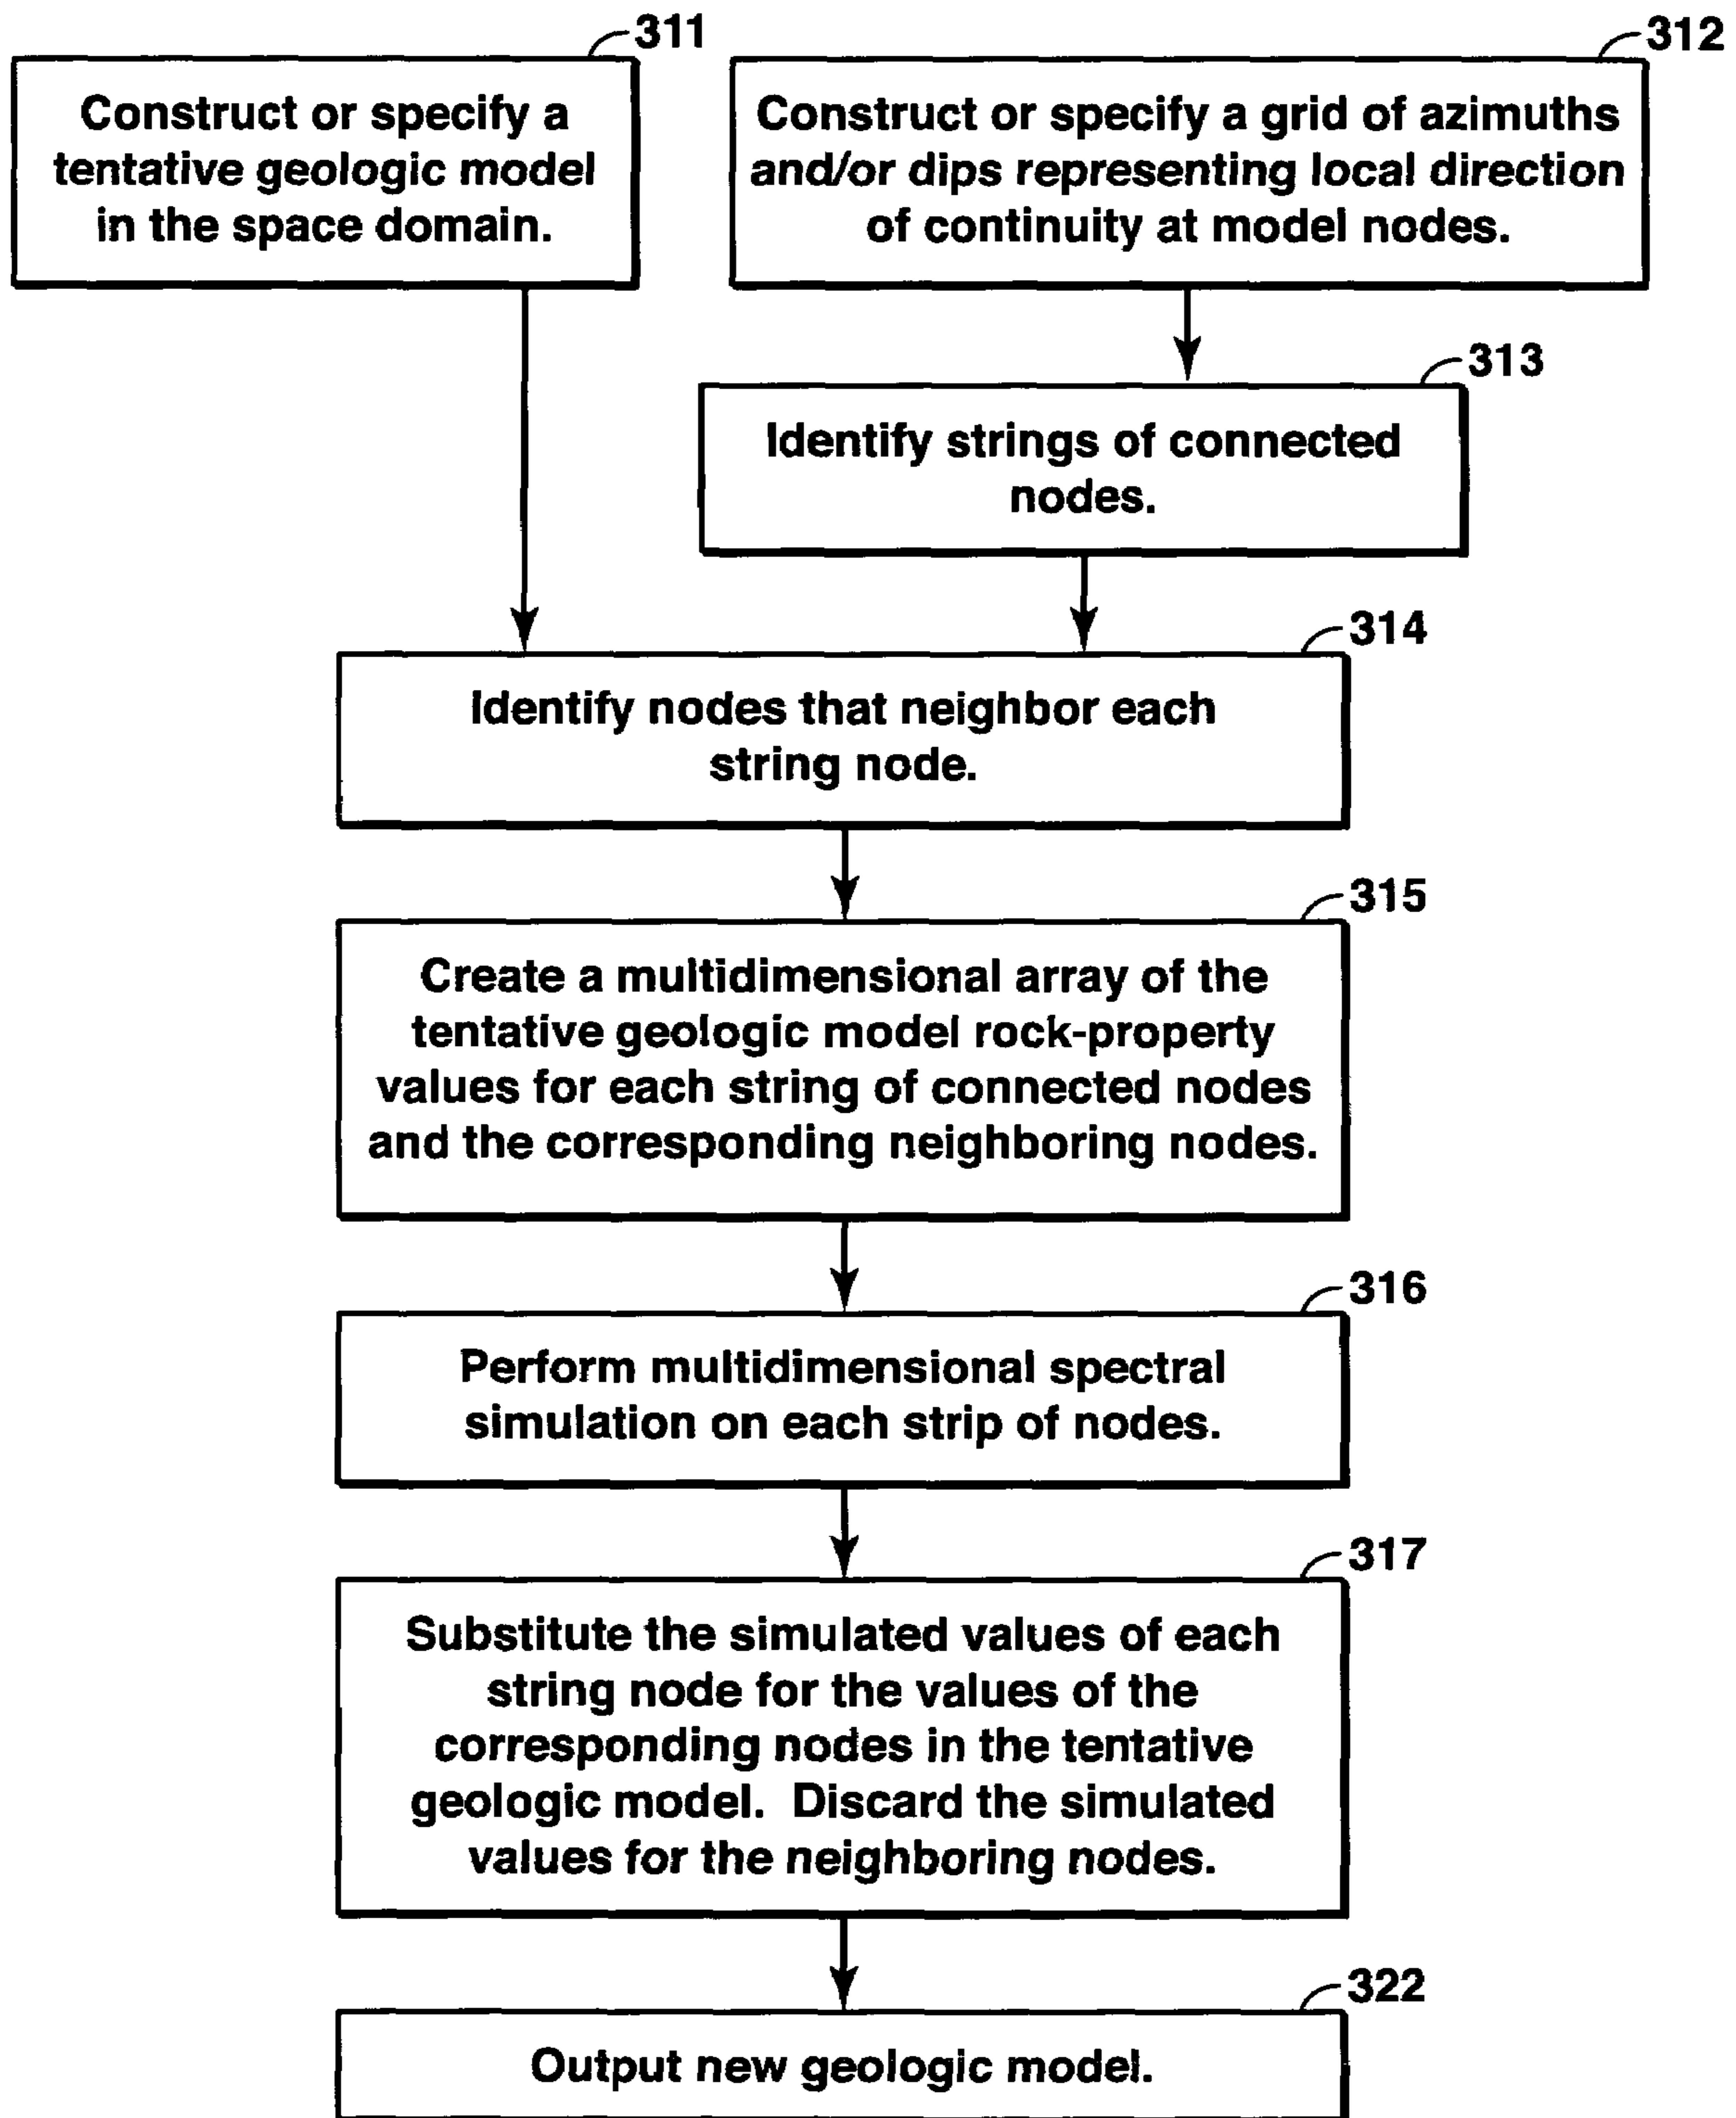 311
Construct or specify a
tentative geologic model
in the space domain.
312
Construct or specify a grid of azimuths
and/or dips representing local direction
of continuity at model nodes.
313
Identify strings of connected
nodes.
314
Identify nodes that neighbor each
string node.
315
Create a multidimensional array of the
tentative geologic model rock-property
values for each string of connected nodes
and the corresponding neighboring nodes.
316
Perform multidimensional spectral
simulation on each strip of nodes.
317
Substitute the simulated values of each
string node for the values of the
corresponding nodes in the tentative
geologic model.  Discard the simulated
values for the neighboring nodes.
322
Output new geologic model.